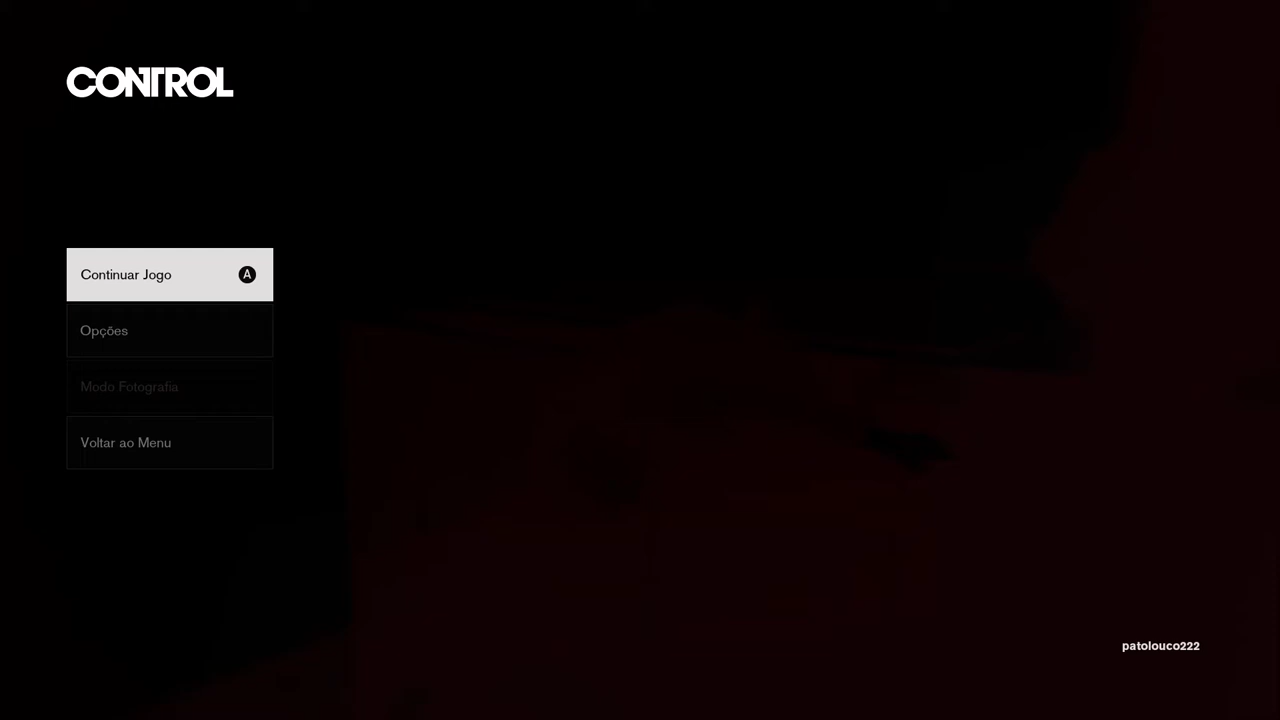 CONTROL
Continuar Jogo A
Opções
Modo Fotografia
Voltar ao Menu
patolouco222